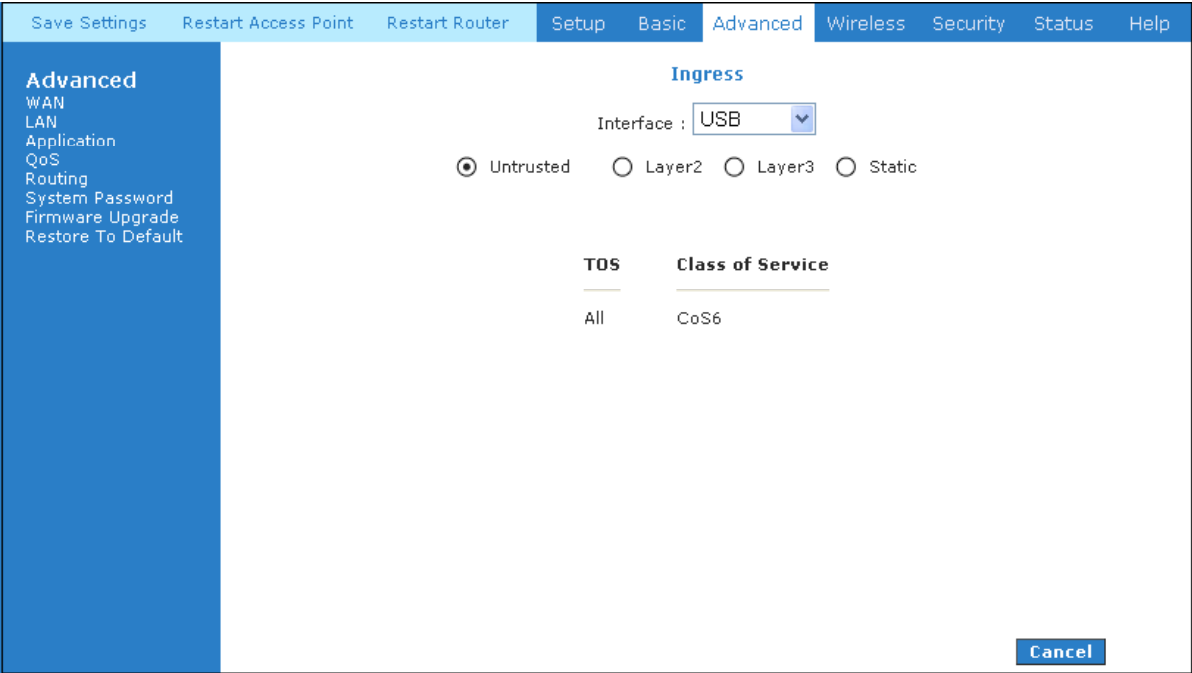 Save Settings Restart Access Point Restart Router Setup Basic Advanced Wireless Security Status Help
Advanced
WAN
LAN
Application
QoS
Routing
System Password
Firmware Upgrade
Restore To Default
Ingress
Interface : USB
Untrusted Layer2 Layer3 Static
TOS Class of Service
All CoS6
Cancel